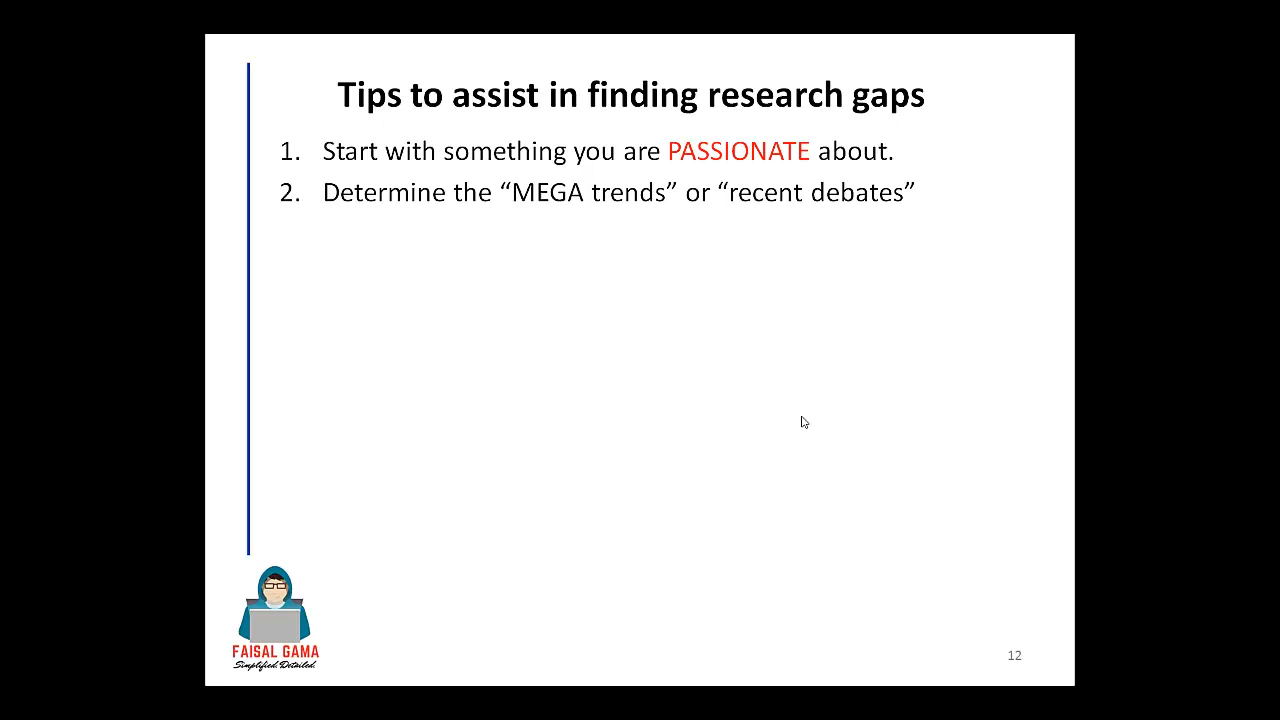 Tips to assist in finding research gaps
1. Start with something you are PASSIONATE about.
2. Determine the “MEGA trends” or “recent debates”
FAISAL GAMA
Simplified. Detailed.
12